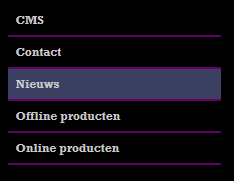 CMS
Contact
Nieuws
Offline producten
Online producten